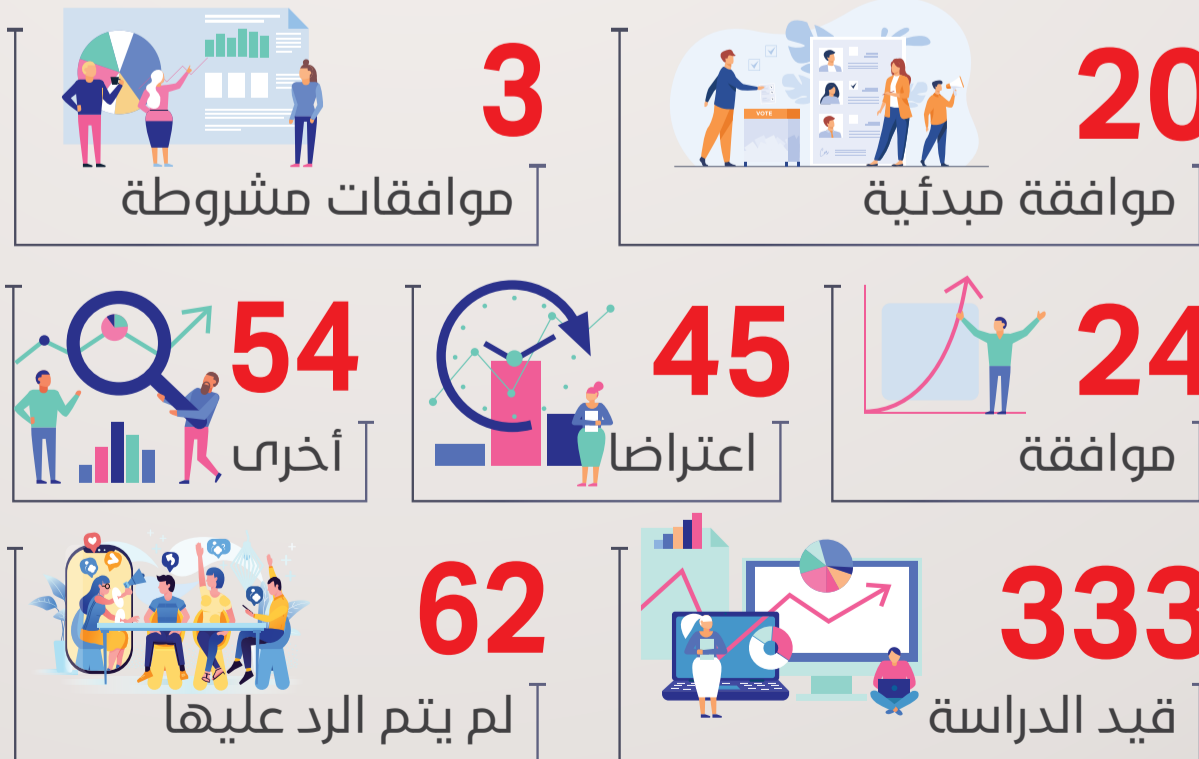 20
موافقة مبدئية
3
موافقات مشروطة
VOTE
24
موافقة
45
اعتراضا
54
أخرى
333
قيد الدراسة
62
لم يتم الرد عليها